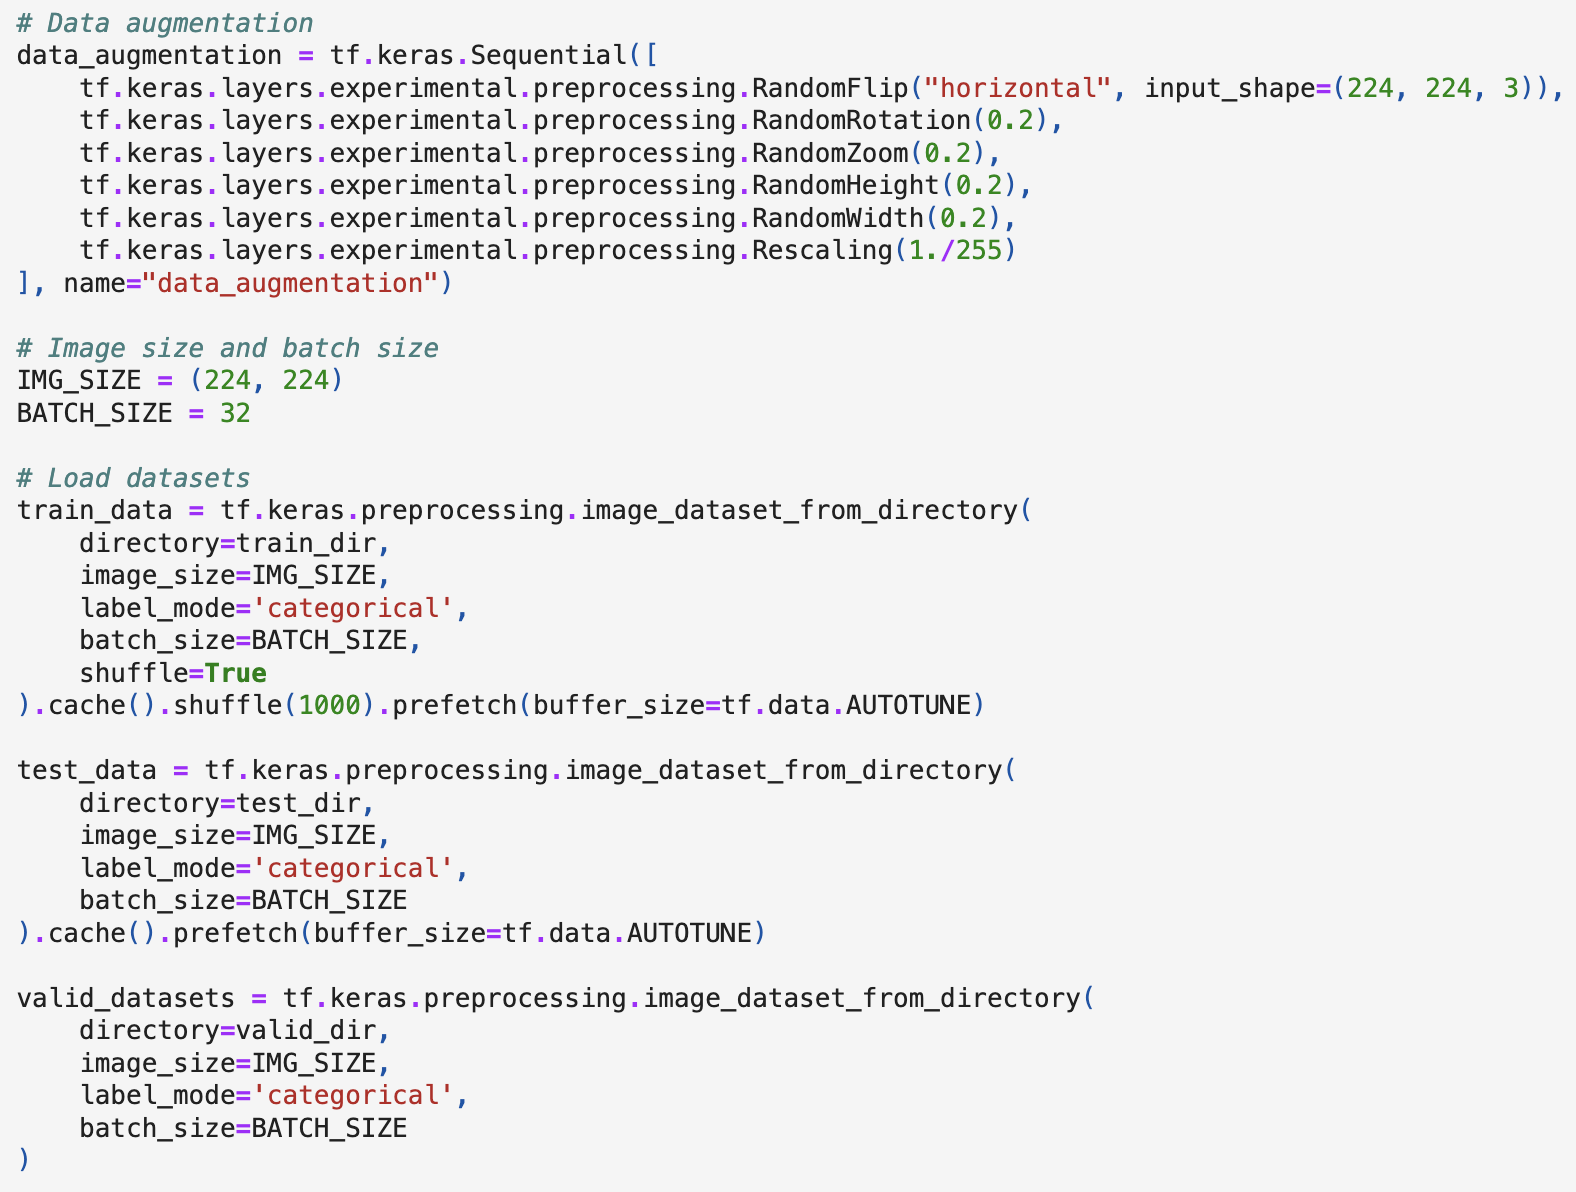 # Data augmentation
data_augmentation = tf.keras.Sequential([
    tf.keras.layers.experimental.preprocessing.RandomFlip("horizontal", input_shape=(224, 224, 3)),
    tf.keras.layers.experimental.preprocessing.RandomRotation(0.2),
    tf.keras.layers.experimental.preprocessing.RandomZoom(0.2),
    tf.keras.layers.experimental.preprocessing.RandomHeight(0.2),
    tf.keras.layers.experimental.preprocessing.RandomWidth(0.2),
    tf.keras.layers.experimental.preprocessing.Rescaling(1./255)
], name="data_augmentation")

# Image size and batch size
IMG_SIZE = (224, 224)
BATCH_SIZE = 32

# Load datasets
train_data = tf.keras.preprocessing.image_dataset_from_directory(
    directory=train_dir,
    image_size=IMG_SIZE,
    label_mode='categorical',
    batch_size=BATCH_SIZE,
    shuffle=True
).cache().shuffle(1000).prefetch(buffer_size=tf.data.AUTOTUNE)

test_data = tf.keras.preprocessing.image_dataset_from_directory(
    directory=test_dir,
    image_size=IMG_SIZE,
    label_mode='categorical',
    batch_size=BATCH_SIZE
).cache().prefetch(buffer_size=tf.data.AUTOTUNE)

valid_datasets = tf.keras.preprocessing.image_dataset_from_directory(
    directory=valid_dir,
    image_size=IMG_SIZE,
    label_mode='categorical',
    batch_size=BATCH_SIZE
)